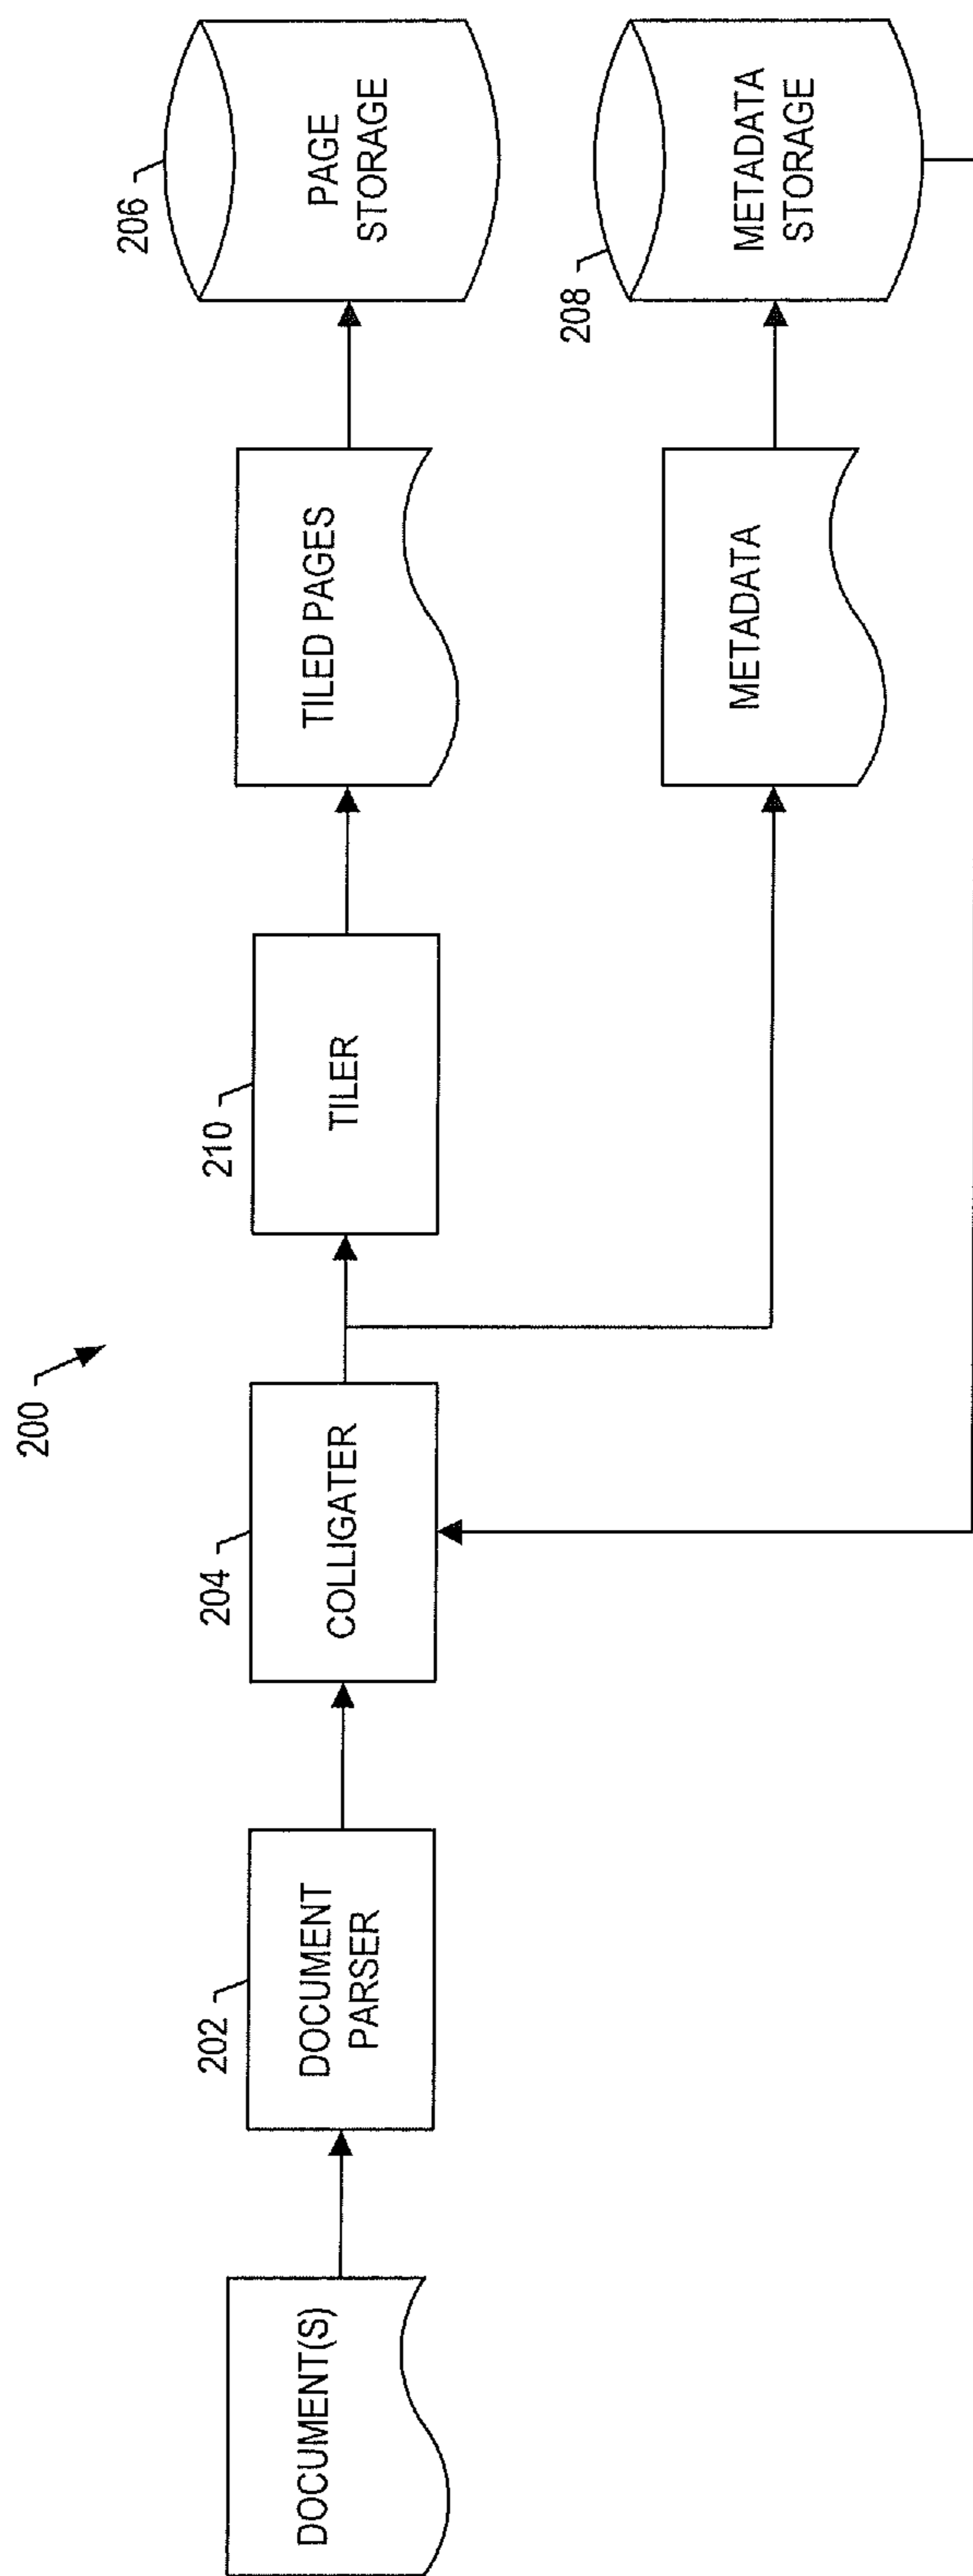 200
DOCUMENT(S)
202
DOCUMENT
PARSER
204
COLLIGATER
210
TILER
TILED PAGES
206
PAGE
STORAGE
METADATA
208
METADATA
STORAGE